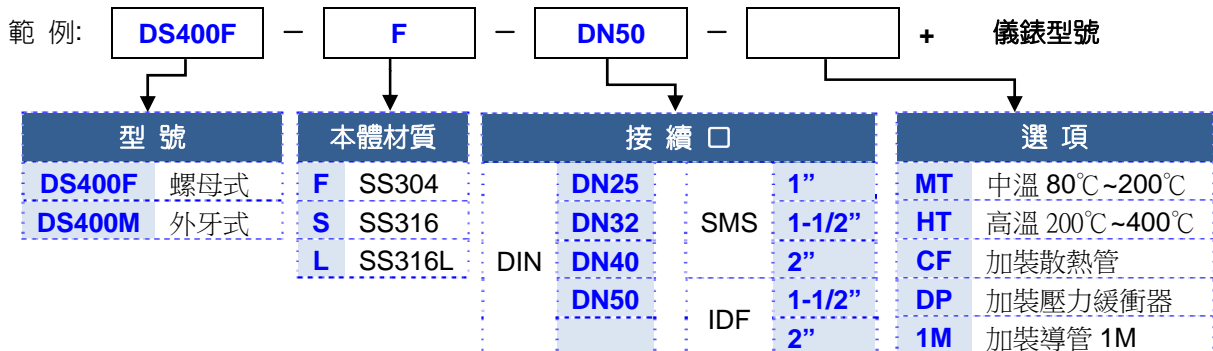 範 例: DS400F － F － DN50 － + 儀錶型號
型 號 本體材質 接 續 口 選 項
DS400F 螺母式 F SS304 DIN DN25 SMS 1” MT 中溫 80℃~200℃
DS400M 外牙式 S SS316 DN32 1-1/2” HT 高溫 200℃~400℃
L SS316L DN40 2” CF 加裝散熱管
DN50 IDF 1-1/2” DP 加裝壓力緩衝器
2” 1M 加裝導管 1M